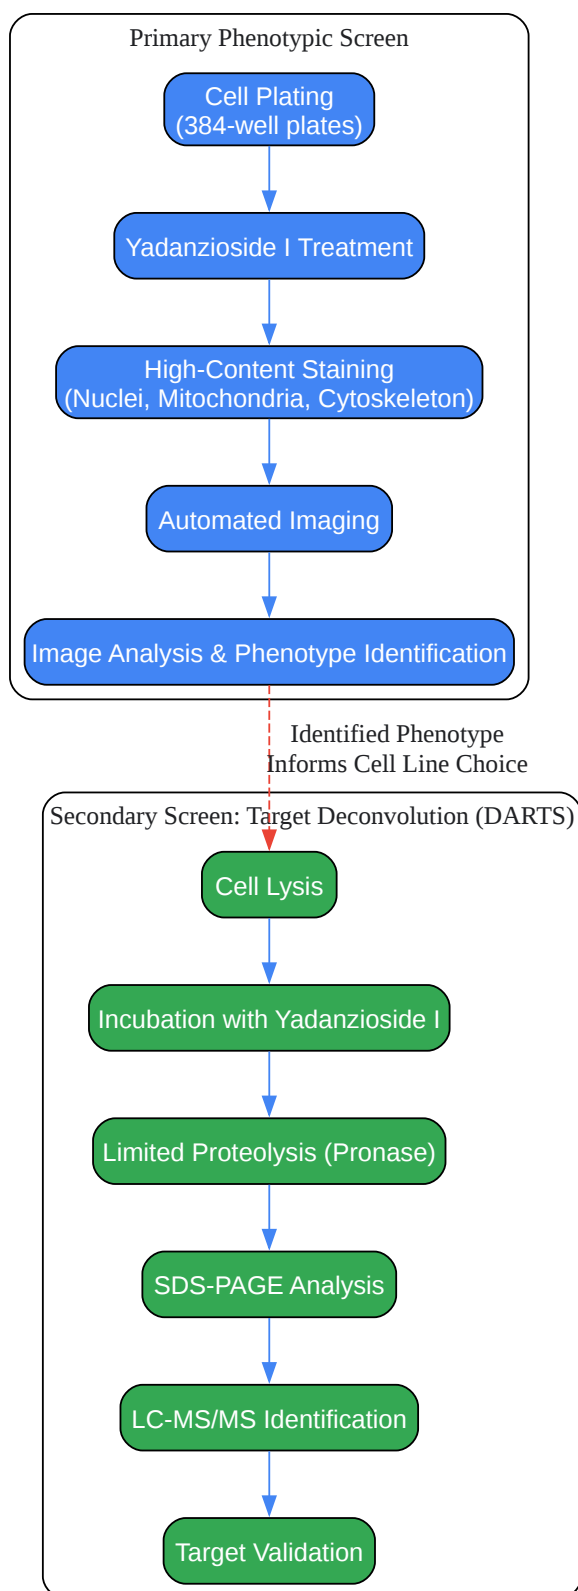 Primary Phenotypic Screen
Cell Plating
(384-well plates)
Yadanzioside I Treatment
High-Content Staining
(Nuclei, Mitochondria, Cytoskeleton)
Automated Imaging
Image Analysis & Phenotype Identification
Identified Phenotype
Informs Cell Line Choice
Secondary Screen: Target Deconvolution (DARTS)
Cell Lysis
Incubation with Yadanzioside I
Limited Proteolysis (Pronase)
SDS-PAGE Analysis
LC-MS/MS Identification
Target Validation